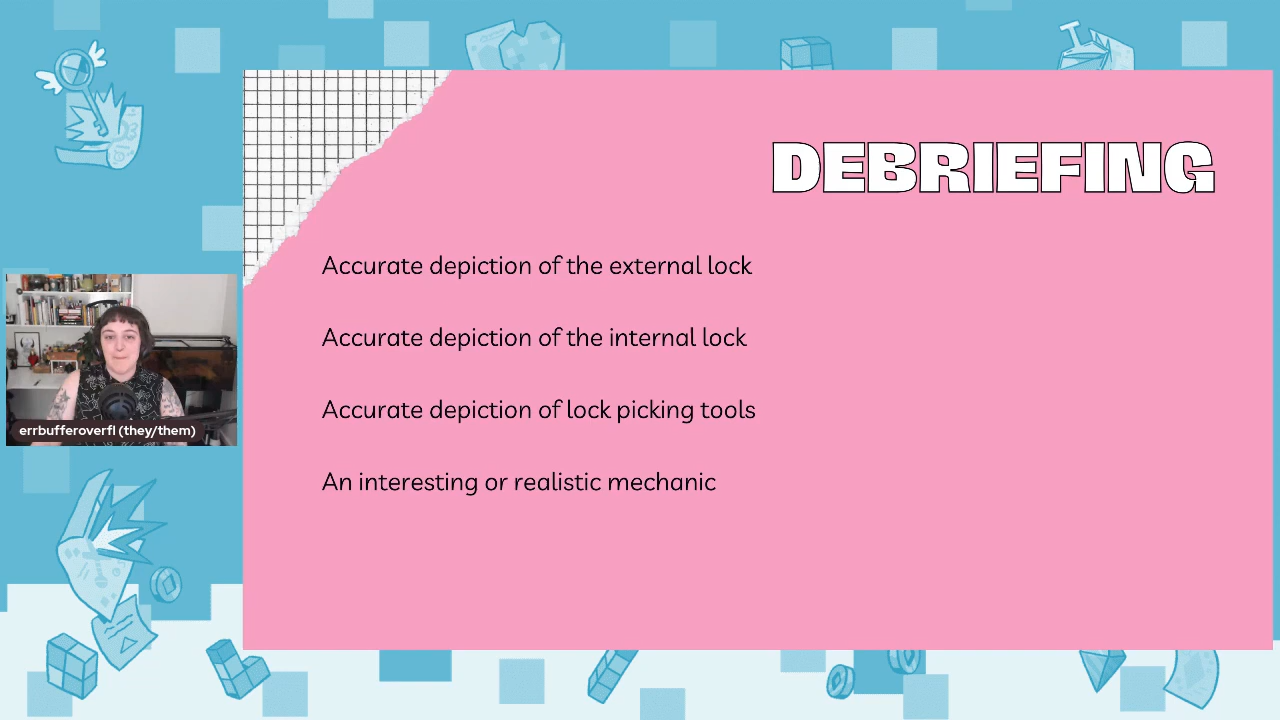 DEBRIEFING
Accurate depiction of the external lock
Accurate depiction of the internal lock
Accurate depiction of lock picking tools
An interesting or realistic mechanic
errbufferoverfl (they/them)